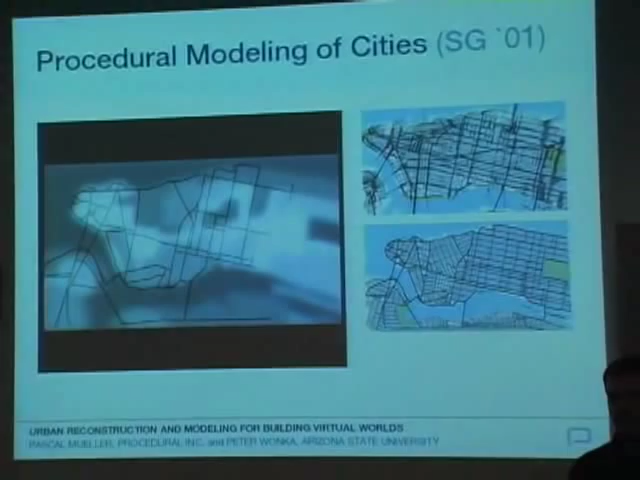 Procedural Modeling of Cities (SG `01)
URBAN RECONSTRUCTION AND MODELING FOR BUILDING VIRTUAL WORLDS
PASCAL MUELLER, PROCEDURAL INC. and PETER WONKA, ARIZONA STATE UNIVERSITY